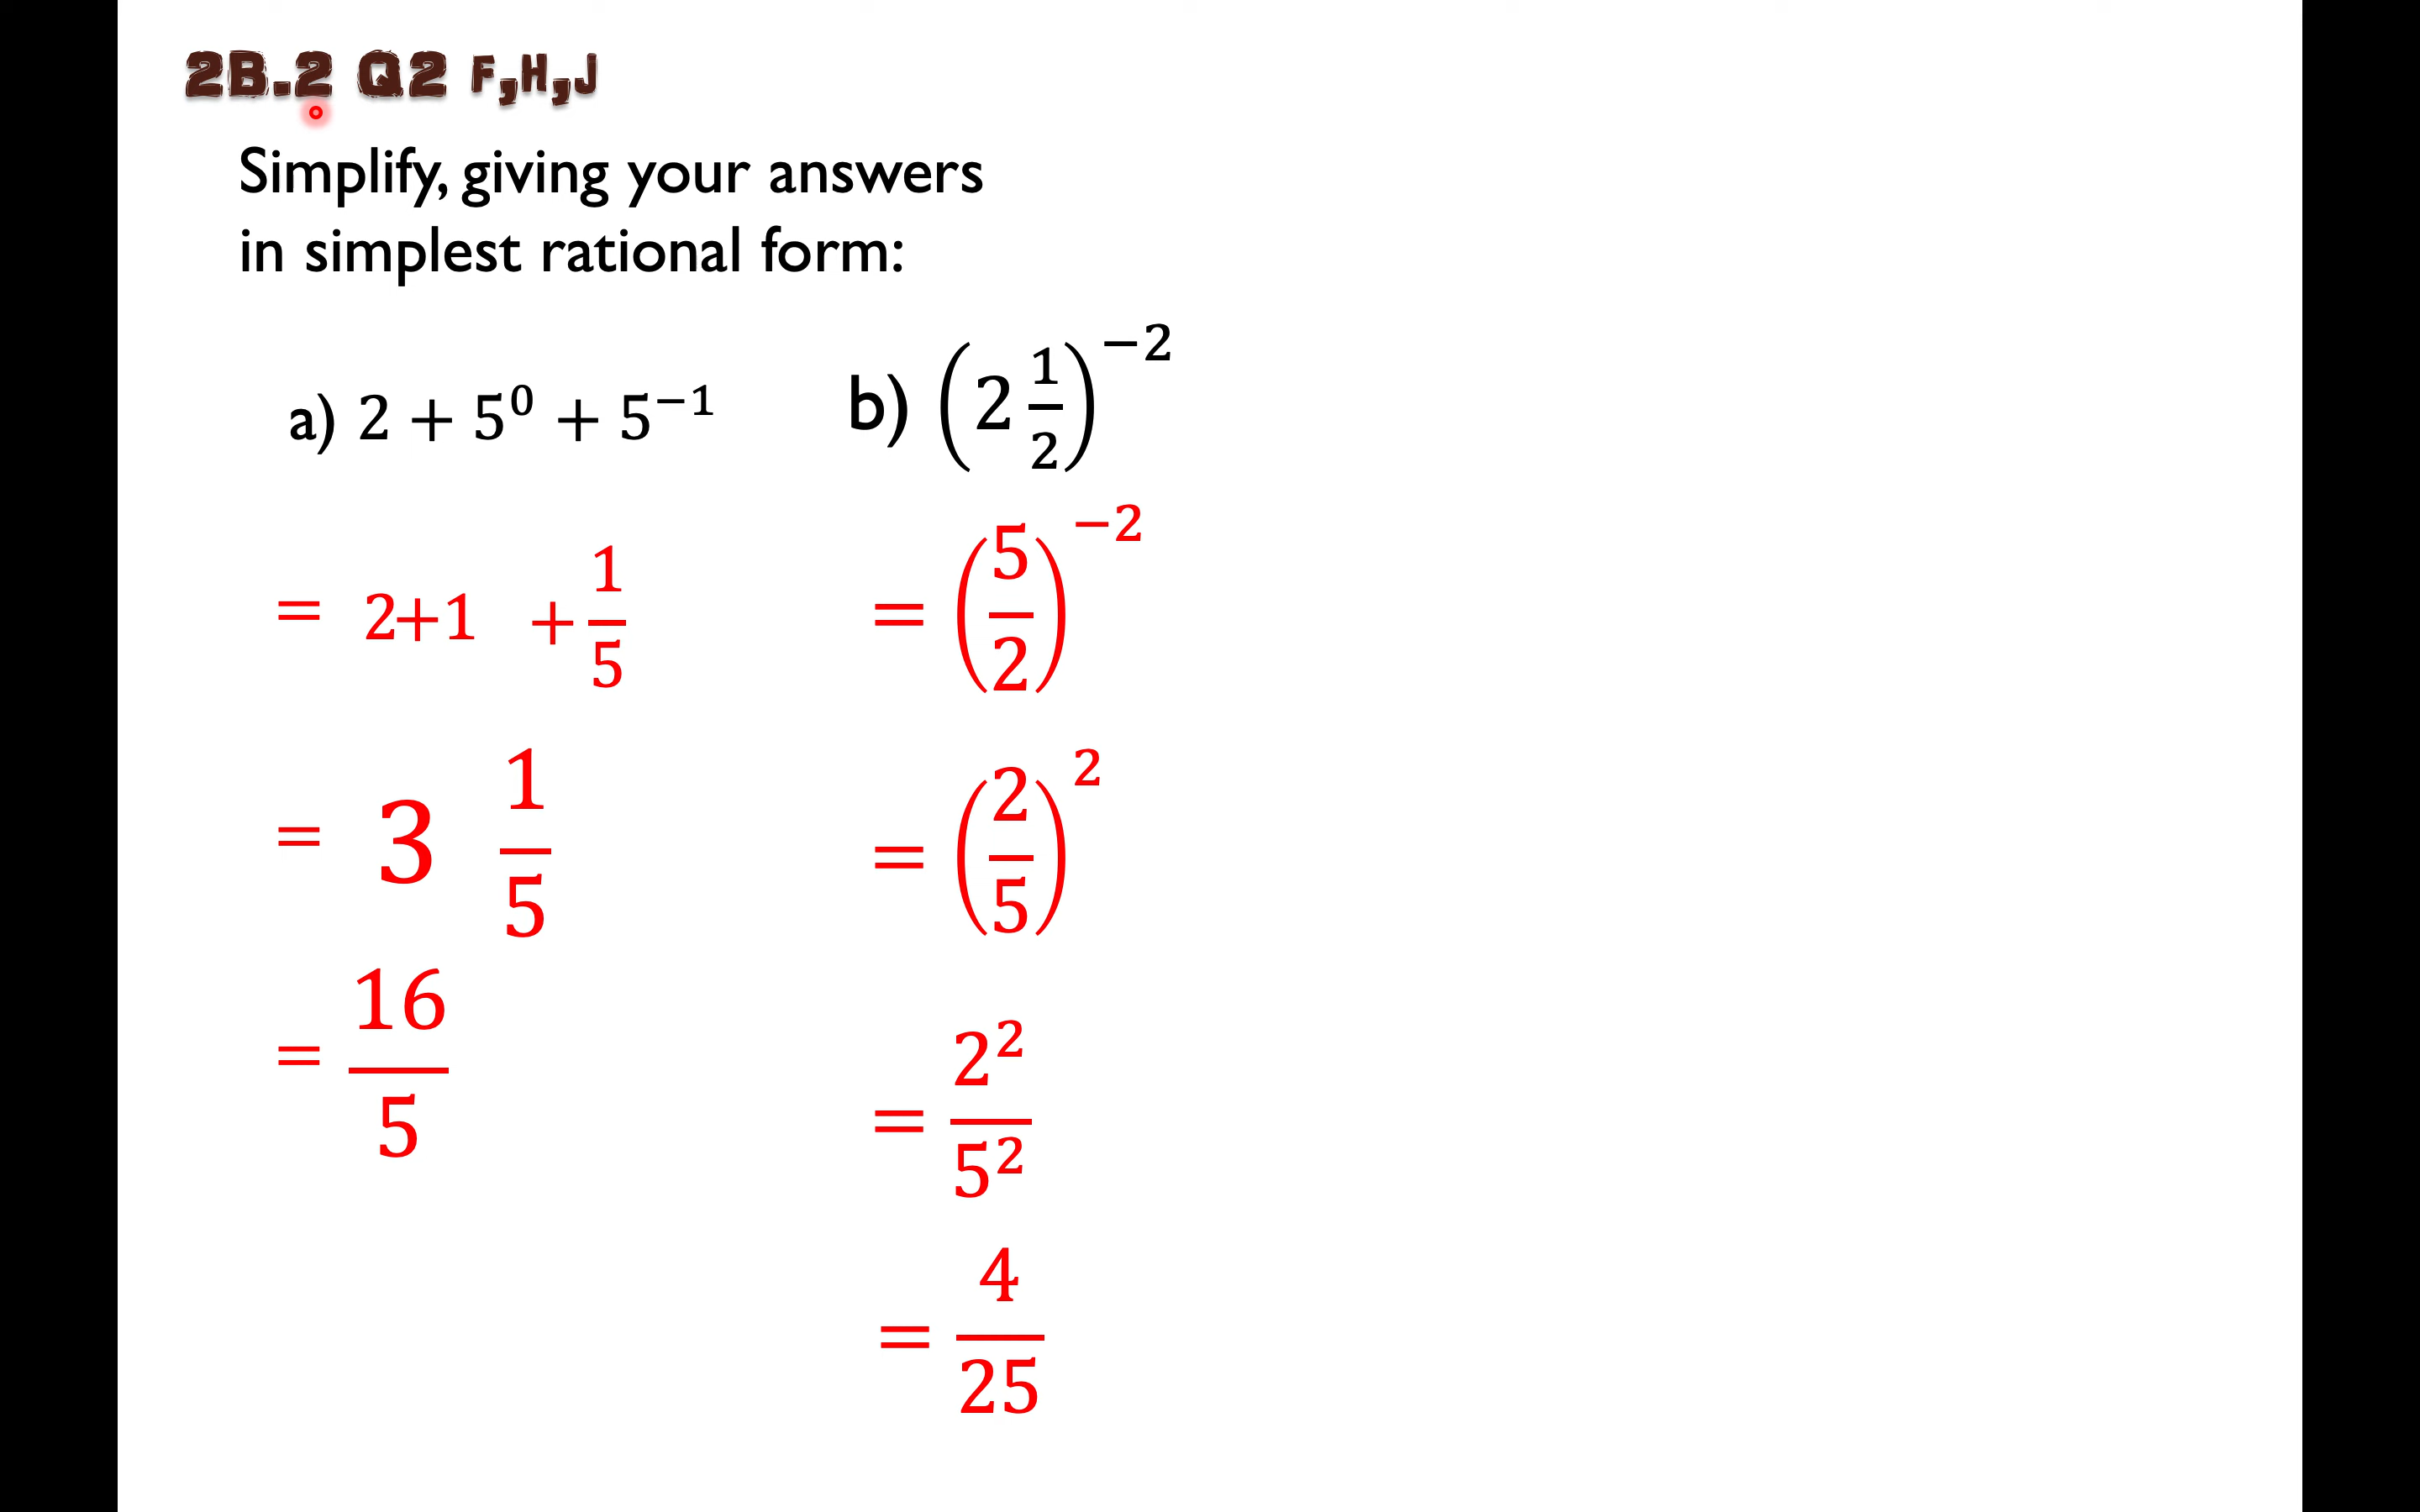 2B.2 Q2 F,H,J
Simplify, giving your answers
in simplest rational form:
a) 2 + 5⁰ + 5⁻¹
= 2+1 + 1/5
= 3 1/5
= 16/5
b) (2 1/2)⁻²
= (5/2)⁻²
= (2/5)²
= 2²/5²
= 4/25